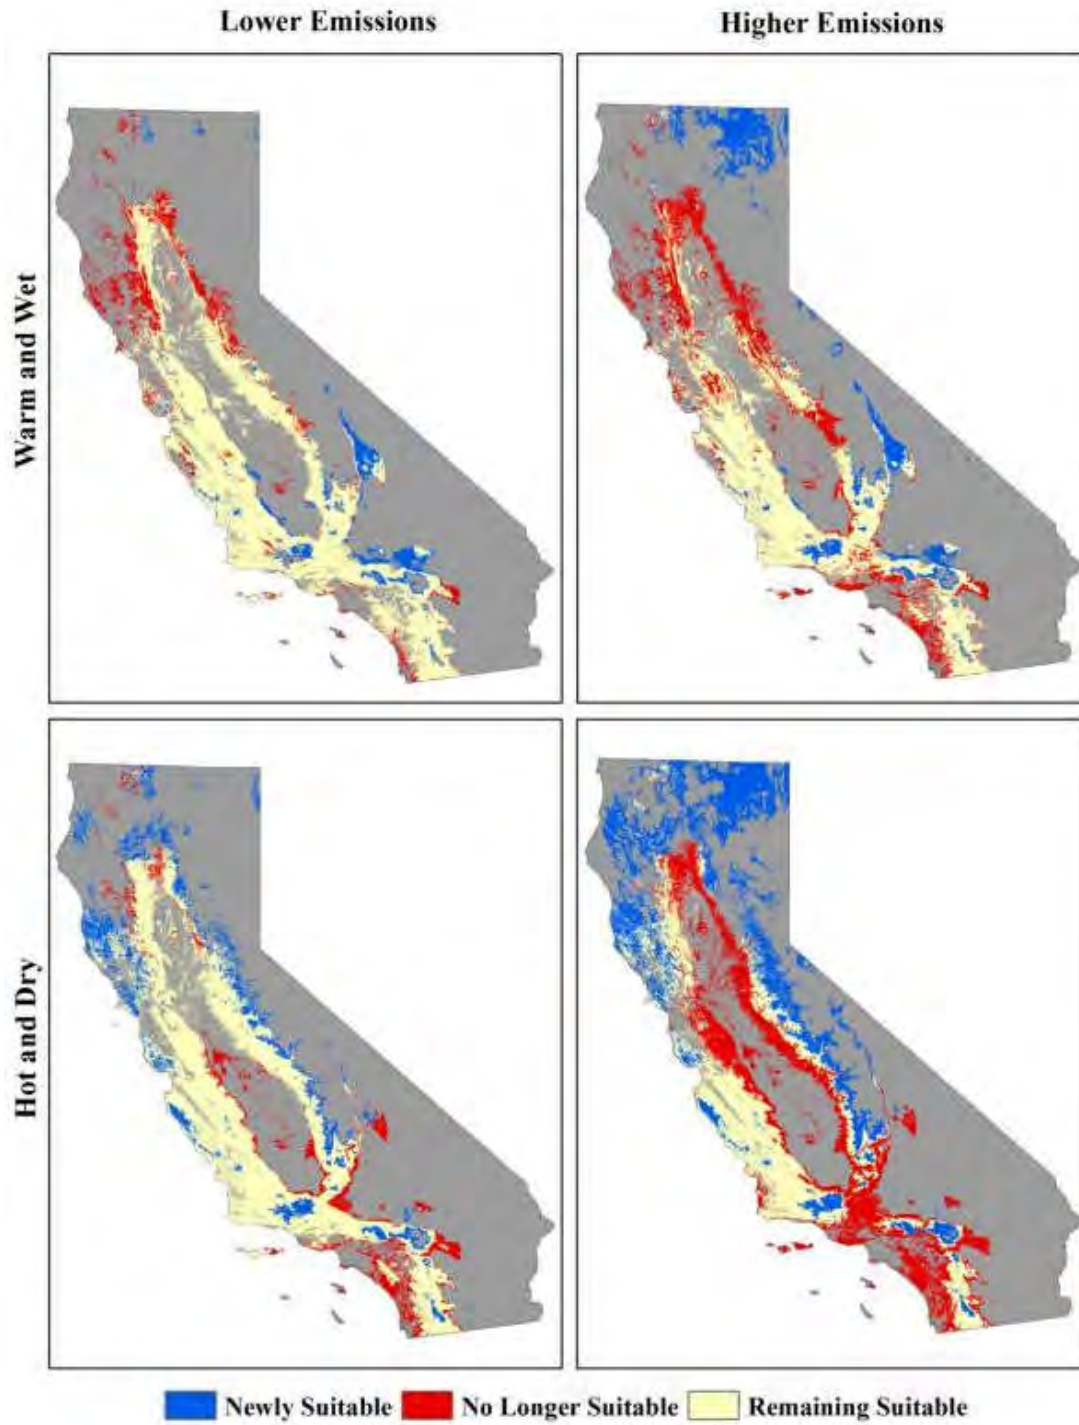 Lower Emissions
Higher Emissions
Warm and Wet
Hot and Dry
Newly Suitable
No Longer Suitable
Remaining Suitable